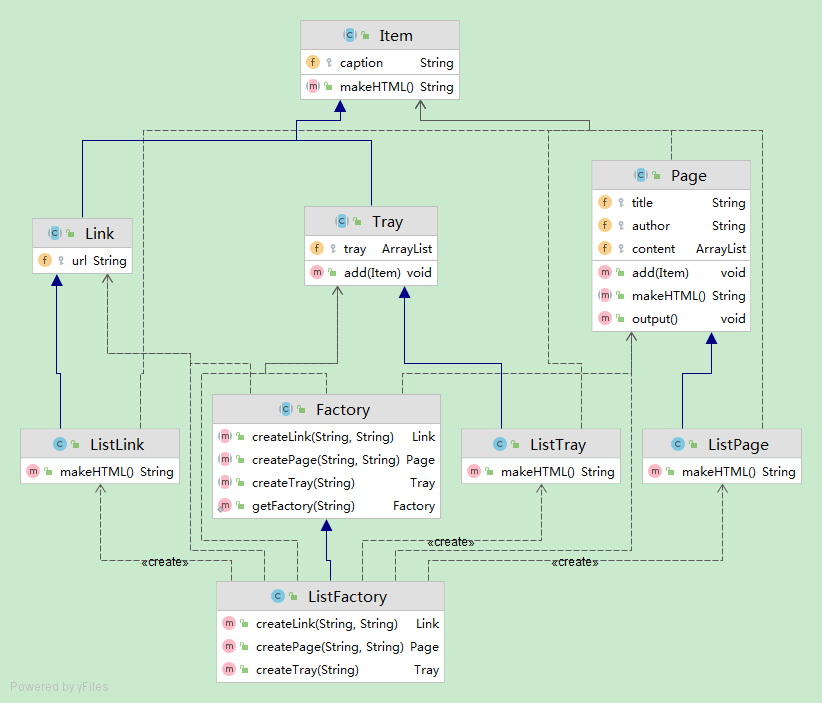 Item
caption String
makeHTML() String
Page
title String
author String
content ArrayList
add(Item) void
makeHTML() String
output() void
Link
url String
Tray
tray ArrayList
add(Item) void
Factory
createLink(String, String) Link
createPage(String, String) Page
createTray(String) Tray
getFactory(String) Factory
ListLink
makeHTML() String
ListTray
makeHTML() String
ListPage
makeHTML() String
«create»
«create»
«create»
ListFactory
createLink(String, String) Link
createPage(String, String) Page
createTray(String) Tray
Powered by yFiles